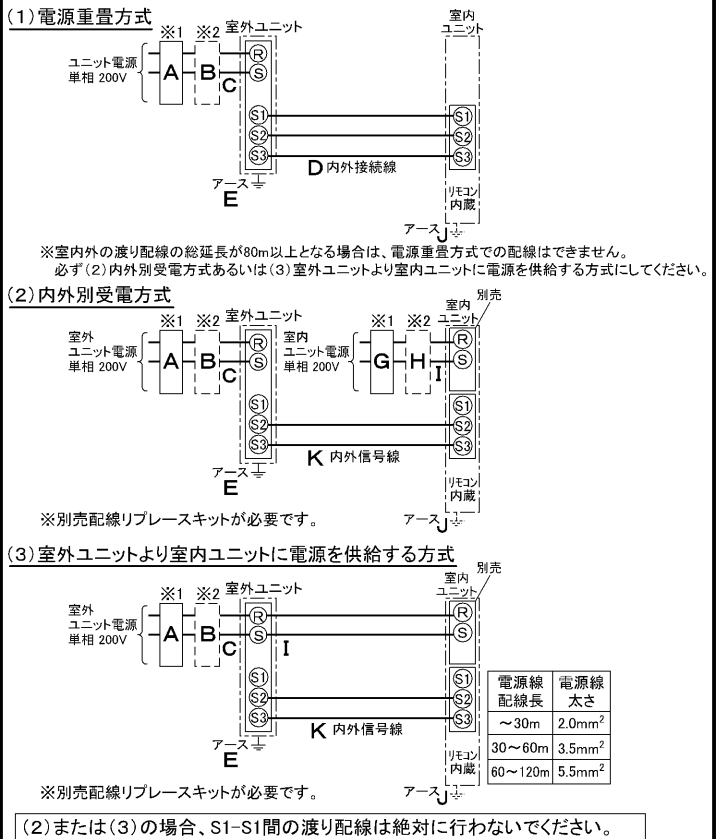 (1)電源重畳方式
※1 ※2 室外ユニット
室内
ユニット
ユニット電源
単相 200V
A B C
R
S
S1 S1
S2 S2
S3 S3
D 内外接続線
アース
E
リモコン
内蔵
アース J
※室内外の渡り配線の総延長が80m以上となる場合は、電源重畳方式での配線はできません。
必ず(2)内外別受電方式あるいは(3)室外ユニットより室内ユニットに電源を供給する方式にしてください。
(2)内外別受電方式
※1 ※2 室外ユニット
※1 ※2
室内
ユニット
別売
室外
ユニット電源
単相 200V
A B C
R
S
室内
ユニット電源
単相 200V
G H I
R
S
S1 S1
S2 S2
S3 S3
K 内外信号線
アース
E
リモコン
内蔵
アース J
※別売配線リプレースキットが必要です。
(3)室外ユニットより室内ユニットに電源を供給する方式
※1 ※2 室外ユニット
室内
ユニット
別売
室外
ユニット電源
単相 200V
A B C
R R
S S
I
S1 S1
S2 S2
S3 S3
K 内外信号線
アース
E
リモコン
内蔵
アース J
電源線
配線長
電源線
太さ
～30m 2.0mm²
30～60m 3.5mm²
60～120m 5.5mm²
※別売配線リプレースキットが必要です。
(2)または(3)の場合、S1-S1間の渡り配線は絶対に行わないでください。